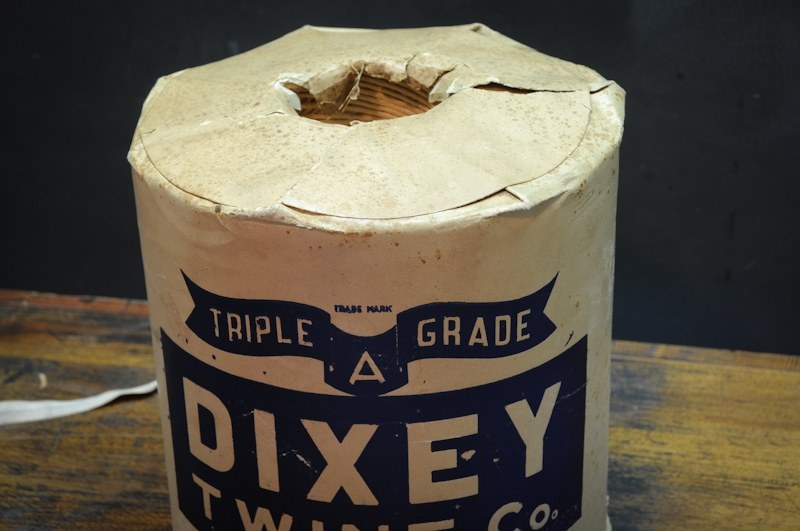 TRADE MARK
TRIPLE A GRADE
DIXEY
TWINE Co.